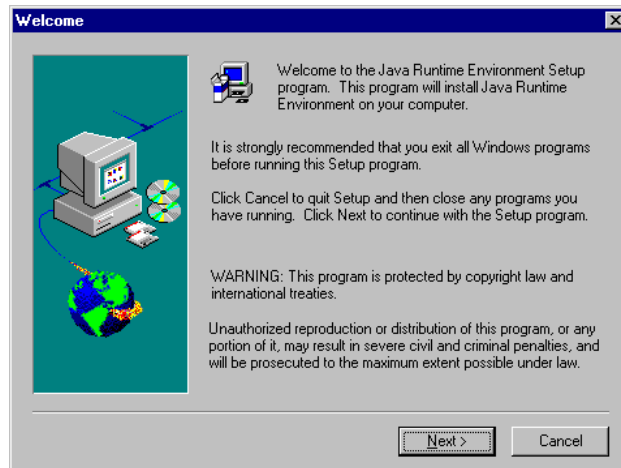 Welcome
Welcome to the Java Runtime Environment Setup
program. This program will install Java Runtime
Environment on your computer.
It is strongly recommended that you exit all Windows programs
before running this Setup program.
Click Cancel to quit Setup and then close any programs you
have running. Click Next to continue with the Setup program.
WARNING: This program is protected by copyright law and
international treaties.
Unauthorized reproduction or distribution of this program, or any
portion of it, may result in severe civil and criminal penalties, and
will be prosecuted to the maximum extent possible under law.
Next >
Cancel